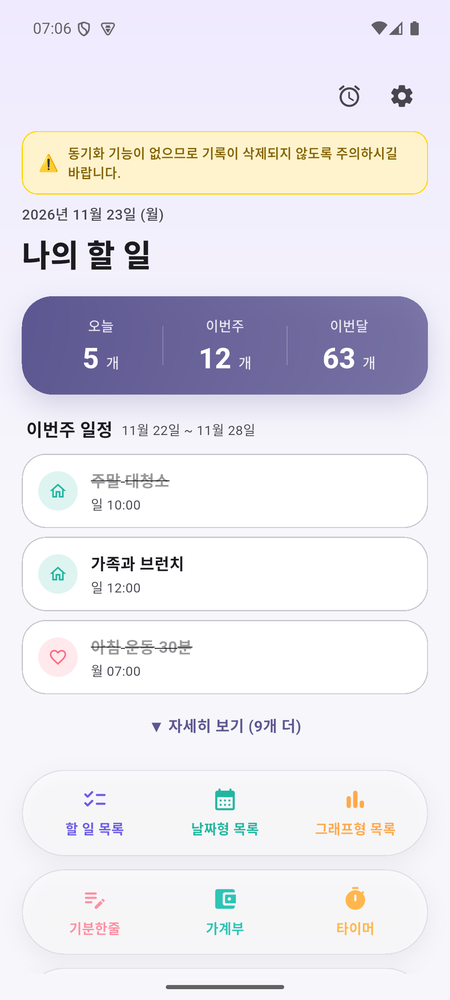 07:06
⚠️ 동기화 기능이 없으므로 기록이 삭제되지 않도록 주의하시길
바랍니다.
2026년 11월 23일 (월)
나의 할 일
오늘 이번주 이번달
5 개 12 개 63 개
이번주 일정 11월 22일 ~ 11월 28일
주말 대청소
일 10:00
가족과 브런치
일 12:00
아침 운동 30분
월 07:00
▼ 자세히 보기 (9개 더)
할 일 목록 날짜형 목록 그래프형 목록
기분한줄 가계부 타이머